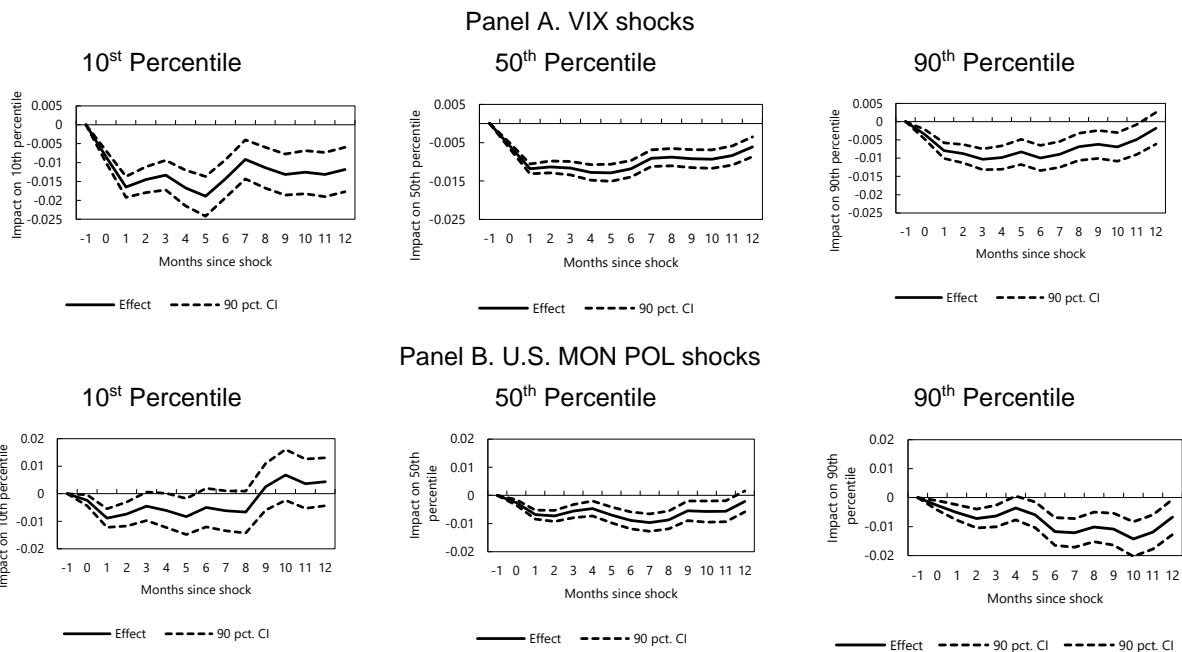 Panel A. VIX shocks
10st Percentile
50th Percentile
90th Percentile
Impact on 10th percentile
0.005
0
-0.005
-0.01
-0.015
-0.02
-0.025
-1 0 1 2 3 4 5 6 7 8 9 10 11 12
Months since shock
Effect 90 pct. CI
Impact on 50th percentile
0.005
0
-0.005
-0.015
-0.025
-1 0 1 2 3 4 5 6 7 8 9 10 11 12
Months since shock
Effect 90 pct. CI
Impact on 90th percentile
0.005
0
-0.005
-0.01
-0.015
-0.02
-0.025
-1 0 1 2 3 4 5 6 7 8 9 10 11 12
Months since shock
Effect 90 pct. CI
Panel B. U.S. MON POL shocks
10st Percentile
50th Percentile
90th Percentile
Impact on 10th percentile
0.02
0.01
0
-0.01
-0.02
-1 0 1 2 3 4 5 6 7 8 9 10 11 12
Months since shock
Effect 90 pct. CI
Impact on 50th
percentile
0.02
0.01
0
-0.01
-0.02
-1 0 1 2 3 4 5 6 7 8 9 10 11 12
Months since shock
Effect 90 pct. CI
Impact on 90th
percentile
0.02
0.01
0
-0.01
-0.02
-1 0 1 2 3 4 5 6 7 8 9 10 11 12
Months since shock
Effect 90 pct. CI 90 pct. CI